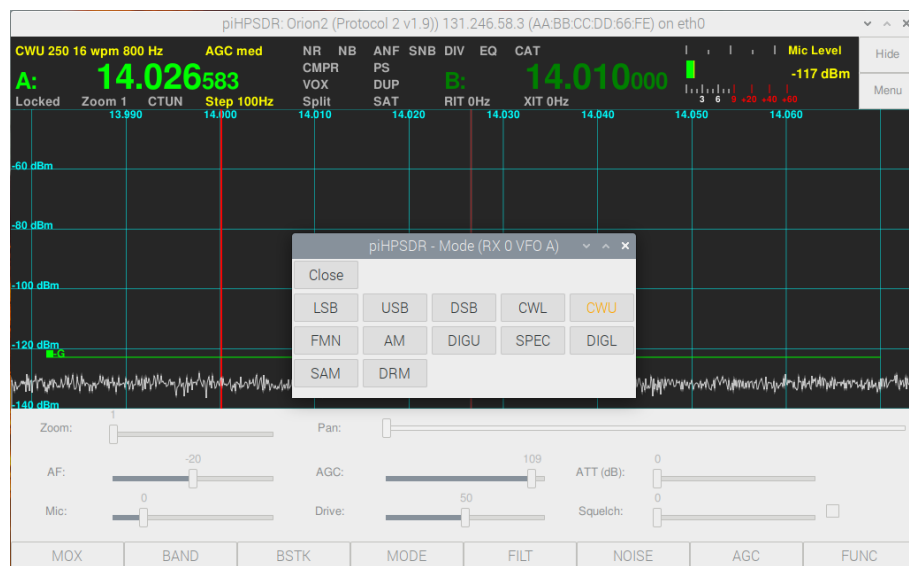 piHPSDR: Orion2 (Protocol 2 v1.9)) 131.246.58.3 (AA:BB:CC:DD:66:FE) on eth0
CWU 250 16 wpm 800 Hz AGC med NR NB ANF SNB DIV EQ CAT Mic Level Hide
CMPR PS
A: 14.026583 VOX DUP B: 14.010000 -117 dBm Menu
Locked Zoom 1 CTUN Step 100Hz Split SAT RIT 0Hz XIT 0Hz 3 6 9 +20 +40 +60
13.990 14.000 14.010 14.020 14.030 14.040 14.050 14.060
-60 dBm
-80 dBm
piHPSDR - Mode (RX 0 VFO A)
Close
-100 dBm
LSB USB DSB CWL CWU
FMN AM DIGU SPEC DIGL
-120 dBm
-G
SAM DRM
-140 dBm
Zoom: 1 Pan:
AF: -20 AGC: 109 ATT (dB): 0
Mic: 0 Drive: 50 Squelch: 0
MOX BAND BSTK MODE FILT NOISE AGC FUNC